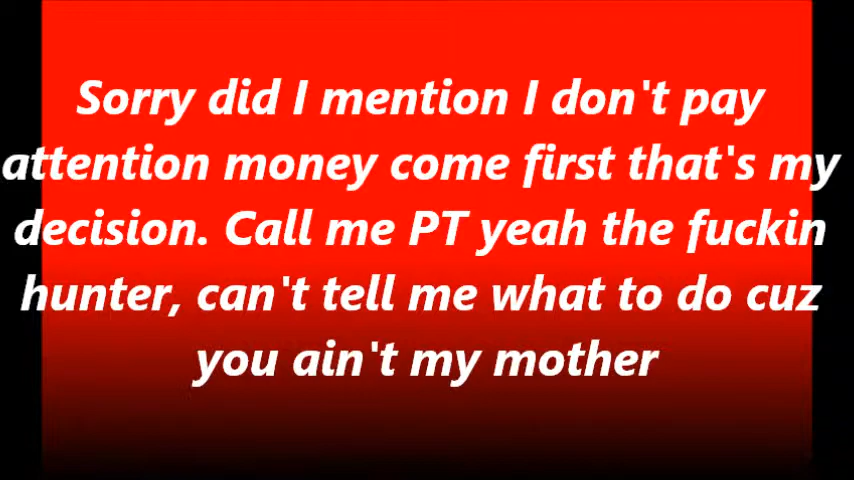 Sorry did I mention I don't pay
attention money come first that's my
decision. Call me PT yeah the fuckin
hunter, can't tell me what to do cuz
you ain't my mother